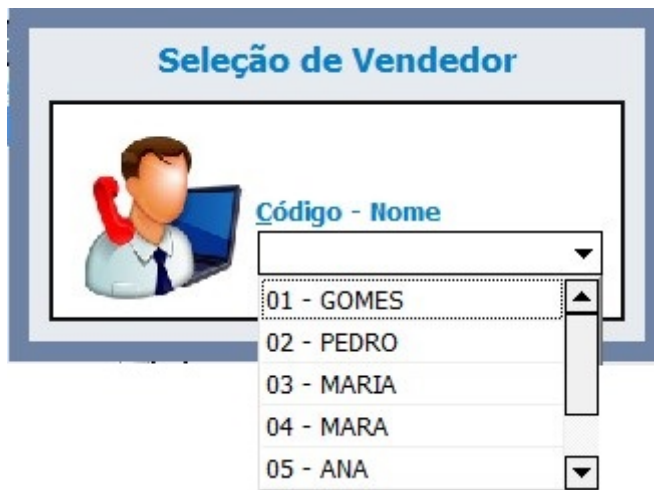 Seleção de Vendedor
Código - Nome
01 - GOMES
02 - PEDRO
03 - MARIA
04 - MARA
05 - ANA